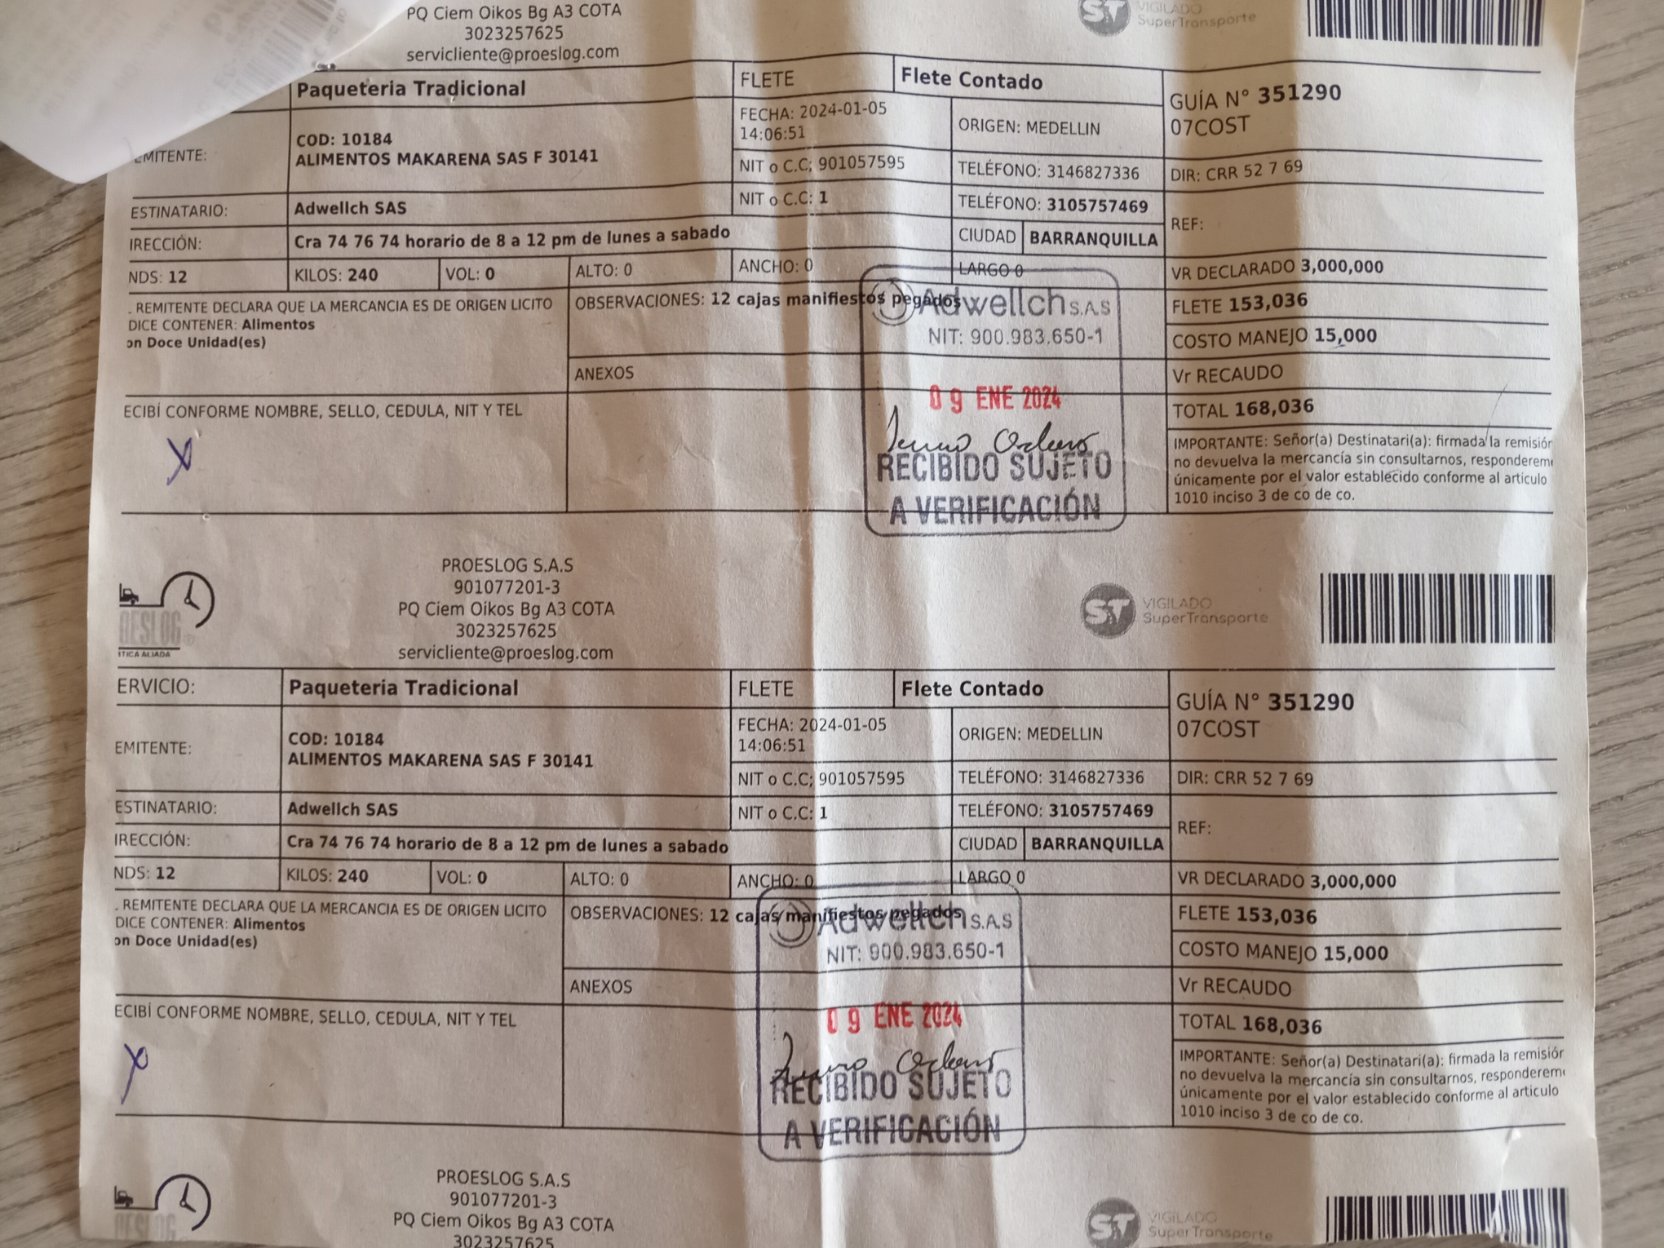 PQ Ciem Oikos Bg A3 COTA
3023257625
servicliente@proeslog.com
ST VIGILADO
SuperTransporte
Paqueteria Tradicional
FLETE
Flete Contado
GUÍA N° 351290
07COST
EMITENTE:
COD: 10184
ALIMENTOS MAKARENA SAS F 30141
FECHA: 2024-01-05
14:06:51
ORIGEN: MEDELLIN
NIT o C.C; 901057595
TELÉFONO: 3146827336
DIR: CRR 52 7 69
ESTINATARIO:
Adwellch SAS
NIT o C.C: 1
TELÉFONO: 3105757469
REF:
IRECCIÓN:
Cra 74 76 74 horario de 8 a 12 pm de lunes a sabado
CIUDAD
BARRANQUILLA
NDS: 12
KILOS: 240
VOL: 0
ALTO: 0
ANCHO: 0
LARGO 0
VR DECLARADO 3,000,000
. REMITENTE DECLARA QUE LA MERCANCIA ES DE ORIGEN LICITO
DICE CONTENER: Alimentos
on Doce Unidad(es)
OBSERVACIONES: 12 cajas manifiestos pegados
FLETE 153,036
COSTO MANEJO 15,000
ANEXOS
Vr RECAUDO
TOTAL 168,036
ECIBÍ CONFORME NOMBRE, SELLO, CEDULA, NIT Y TEL
X
Adwellch S.A.S
NIT: 900.983.650-1
09 ENE 2024
RECIBIDO SUJETO
A VERIFICACIÓN
IMPORTANTE: Señor(a) Destinatari(a): firmada la remisión
no devuelva la mercancía sin consultarnos, responderem
únicamente por el valor establecido conforme al articulo
1010 inciso 3 de co de co.
RESLOG
STICA ALIADA
PROESLOG S.A.S
901077201-3
PQ Ciem Oikos Bg A3 COTA
3023257625
servicliente@proeslog.com
ST VIGILADO
SuperTransporte
ERVICIO:
Paqueteria Tradicional
FLETE
Flete Contado
GUÍA N° 351290
07COST
EMITENTE:
COD: 10184
ALIMENTOS MAKARENA SAS F 30141
FECHA: 2024-01-05
14:06:51
ORIGEN: MEDELLIN
NIT o C.C; 901057595
TELÉFONO: 3146827336
DIR: CRR 52 7 69
ESTINATARIO:
Adwellch SAS
NIT o C.C: 1
TELÉFONO: 3105757469
REF:
IRECCIÓN:
Cra 74 76 74 horario de 8 a 12 pm de lunes a sabado
CIUDAD
BARRANQUILLA
NDS: 12
KILOS: 240
VOL: 0
ALTO: 0
ANCHO: 0
LARGO 0
VR DECLARADO 3,000,000
. REMITENTE DECLARA QUE LA MERCANCIA ES DE ORIGEN LICITO
DICE CONTENER: Alimentos
on Doce Unidad(es)
OBSERVACIONES: 12 cajas manifiestos pegados
FLETE 153,036
COSTO MANEJO 15,000
ANEXOS
Vr RECAUDO
TOTAL 168,036
ECIBÍ CONFORME NOMBRE, SELLO, CEDULA, NIT Y TEL
X
Adwellch S.A.S
NIT: 900.983.650-1
09 ENE 2024
RECIBIDO SUJETO
A VERIFICACIÓN
IMPORTANTE: Señor(a) Destinatari(a): firmada la remisión
no devuelva la mercancía sin consultarnos, responderem
únicamente por el valor establecido conforme al articulo
1010 inciso 3 de co de co.
RESLOG
PROESLOG S.A.S
901077201-3
PQ Ciem Oikos Bg A3 COTA
3023257625
ST VIGILADO
SuperTransporte